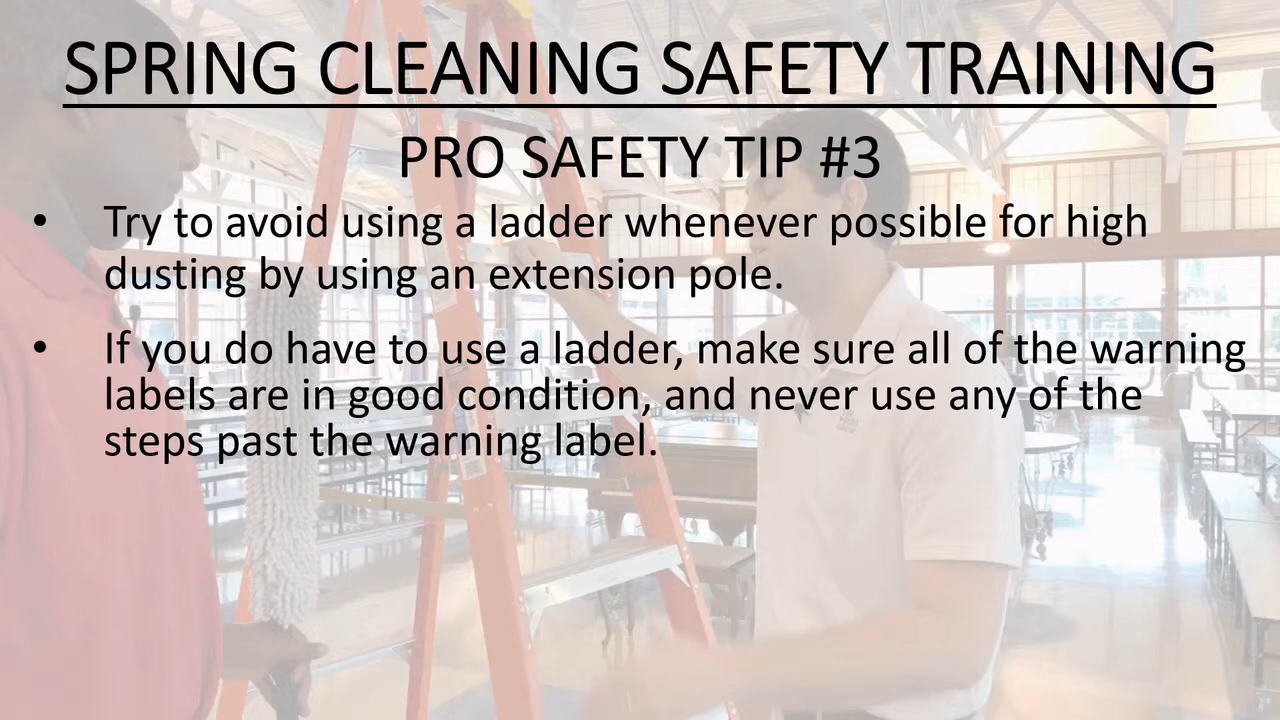 SPRING CLEANING SAFETY TRAINING
PRO SAFETY TIP #3
• Try to avoid using a ladder whenever possible for high
dusting by using an extension pole.
• If you do have to use a ladder, make sure all of the warning
labels are in good condition, and never use any of the
steps past the warning label.